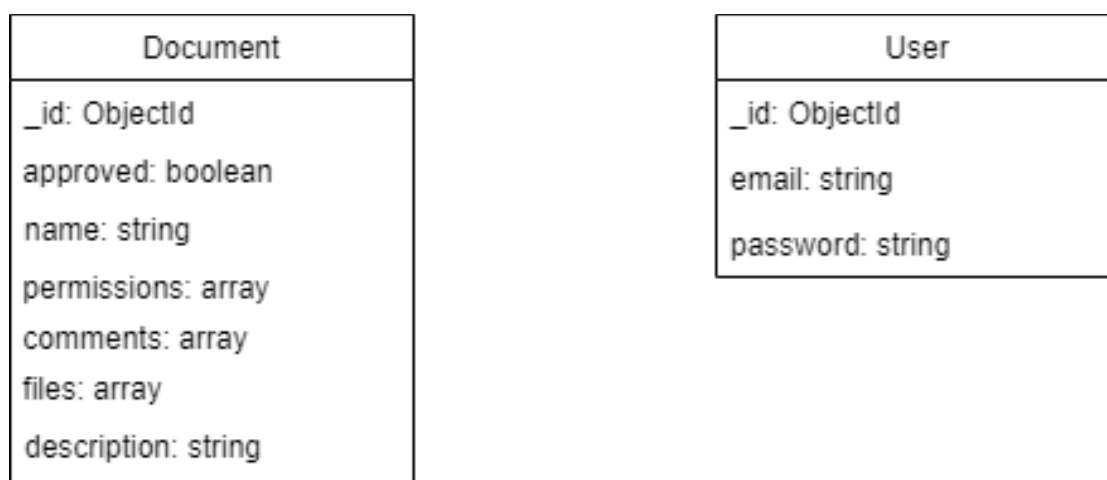 Document
_id: ObjectId
approved: boolean
name: string
permissions: array
comments: array
files: array
description: string
User
_id: ObjectId
email: string
password: string